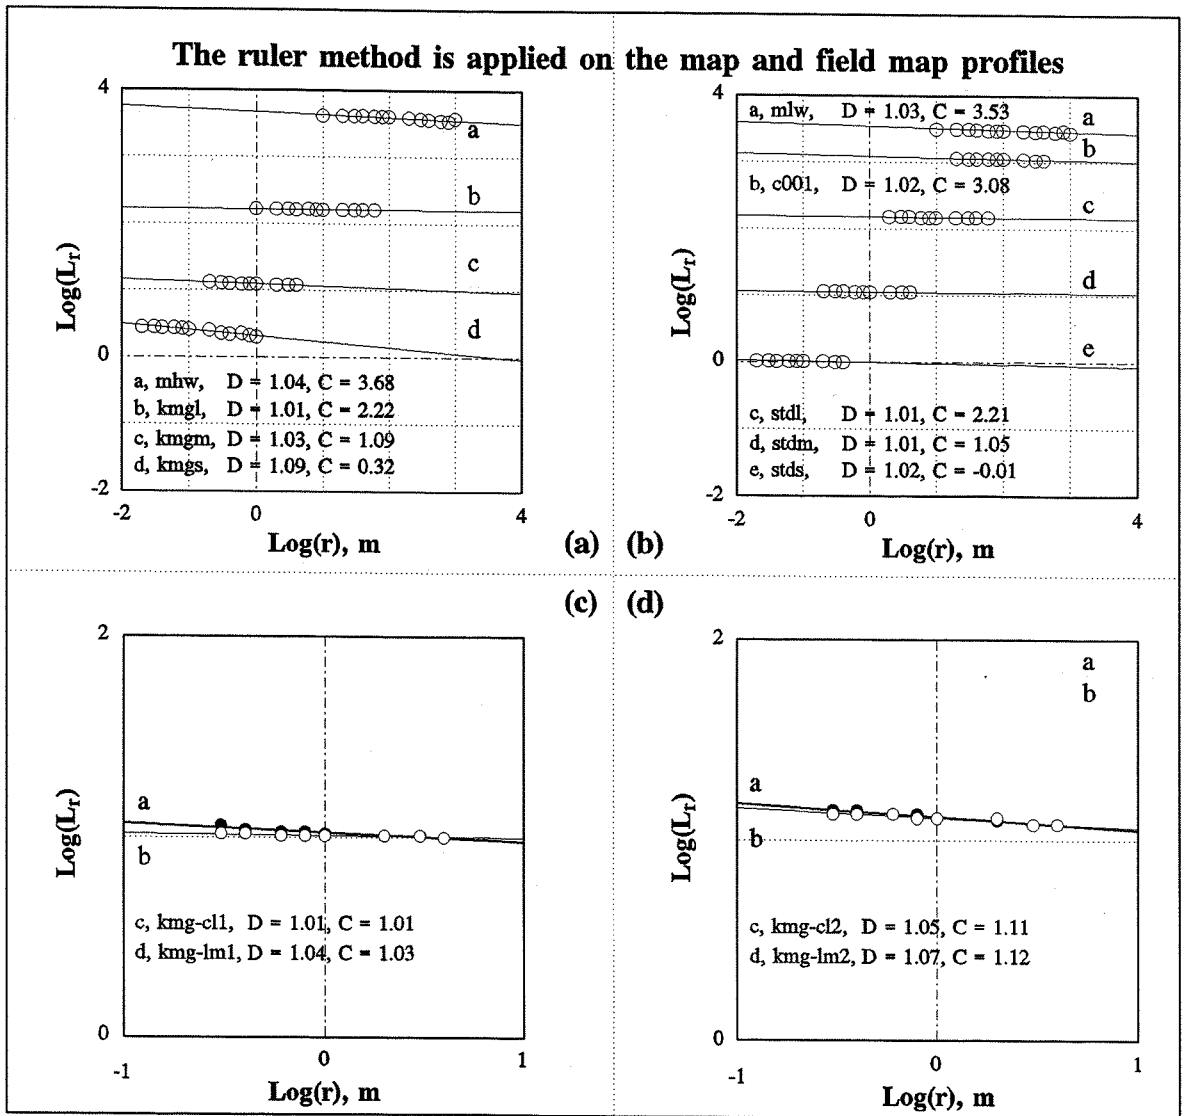 The ruler method is applied on the map and field map profiles
4
a
b
c
d
Log(L_r)
0
a, mhw, D = 1.04, C = 3.68
b, kmgl, D = 1.01, C = 2.22
c, kmgm, D = 1.03, C = 1.09
d, kmgs, D = 1.09, C = 0.32
-2
-2 0 4
Log(r), m
(a)
4
a, mlw, D = 1.03, C = 3.53
a
b
b, c001, D = 1.02, C = 3.08
c
d
e
Log(L_r)
0
c, stdl, D = 1.01, C = 2.21
d, stdm, D = 1.01, C = 1.05
e, stds, D = 1.02, C = -0.01
-2
-2 0 4
Log(r), m
(b)
(c)
2
Log(L_r)
a
b
c, kmg-cl1, D = 1.01, C = 1.01
d, kmg-lm1, D = 1.04, C = 1.03
0
-1 0 1
Log(r), m
(d)
2
a
b
Log(L_r)
a
b
c, kmg-cl2, D = 1.05, C = 1.11
d, kmg-lm2, D = 1.07, C = 1.12
0
-1 0 1
Log(r), m